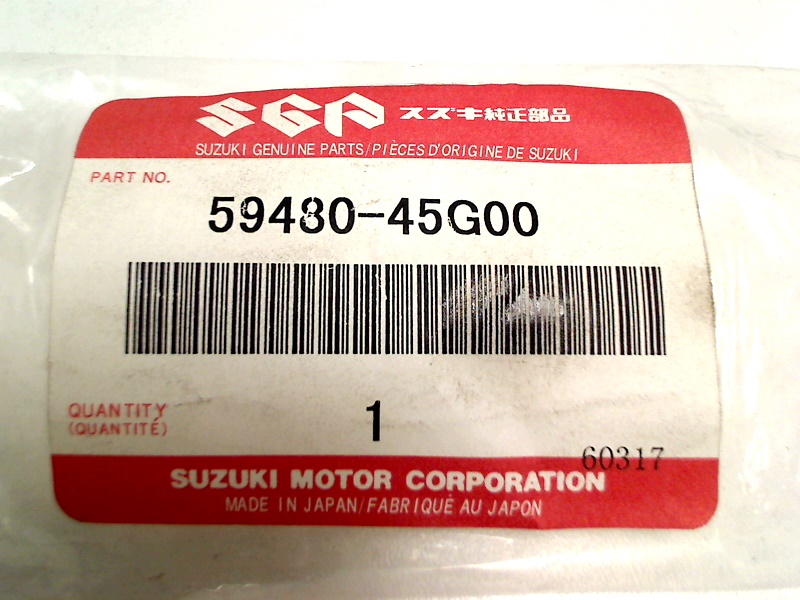 SGP スズキ純正部品
SUZUKI GENUINE PARTS/PIÈCES D'ORIGINE DE SUZUKI
PART NO.
59480-45G00
QUANTITY
(QUANTITÉ)
1
60317
SUZUKI MOTOR CORPORATION
MADE IN JAPAN/FABRIQUÉ AU JAPON